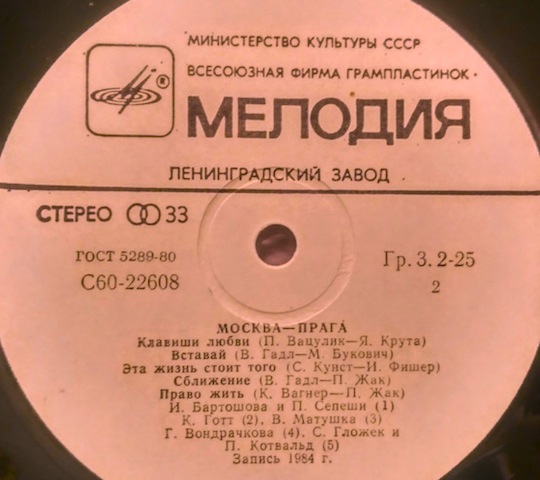 МИНИСТЕРСТВО КУЛЬТУРЫ СССР
ВСЕСОЮЗНАЯ ФИРМА ГРАМПЛАСТИНОК
®
МЕЛОДИЯ
ЛЕНИНГРАДСКИЙ ЗАВОД
СТЕРЕО 33
ГОСТ 5289-80
С60-22608
Гр. 3. 2-25
2
МОСКВА—ПРАГА
Клавиши любви (П. Вацулик—Я. Крута)
Вставай (В. Гадл—М. Букович)
Эта жизнь стоит того (С. Кунст—И. Фишер)
Сближение (В. Гадл—П. Жак)
Право жить (К. Вагнер—П. Жак)
И. Бартошова и П. Сепеши (1)
К. Готт (2), В. Матушка (3)
Г. Вондрачкова (4), С. Гложек и
П. Котвальд (5)
Запись 1984 г.